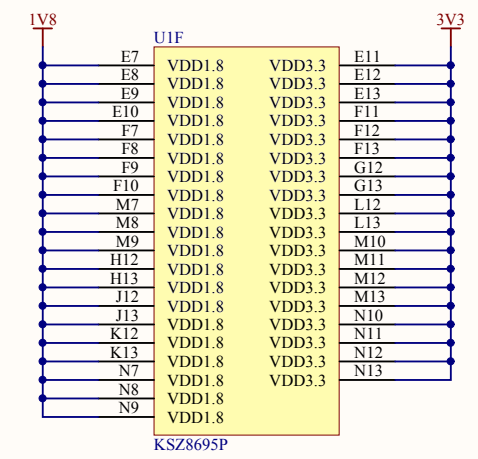 1V8 3V3
U1F
E7 VDD1.8 VDD3.3 E11
E8 VDD1.8 VDD3.3 E12
E9 VDD1.8 VDD3.3 E13
E10 VDD1.8 VDD3.3 F11
F7 VDD1.8 VDD3.3 F12
F8 VDD1.8 VDD3.3 F13
F9 VDD1.8 VDD3.3 G12
F10 VDD1.8 VDD3.3 G13
M7 VDD1.8 VDD3.3 L12
M8 VDD1.8 VDD3.3 L13
M9 VDD1.8 VDD3.3 M10
H12 VDD1.8 VDD3.3 M11
H13 VDD1.8 VDD3.3 M12
J12 VDD1.8 VDD3.3 M13
J13 VDD1.8 VDD3.3 N10
K12 VDD1.8 VDD3.3 N11
K13 VDD1.8 VDD3.3 N12
N7 VDD1.8 VDD3.3 N13
N8 VDD1.8
N9 VDD1.8
KSZ8695P